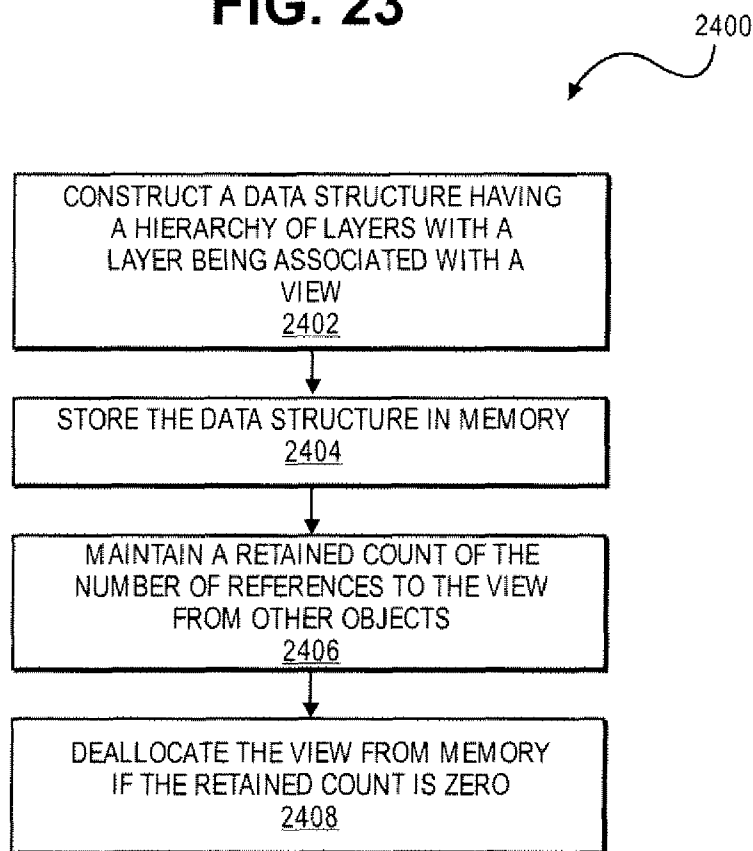 FIG. 23
2400
CONSTRUCT A DATA STRUCTURE HAVING
A HIERARCHY OF LAYERS WITH A
LAYER BEING ASSOCIATED WITH A
VIEW
2402
STORE THE DATA STRUCTURE IN MEMORY
2404
MAINTAIN A RETAINED COUNT OF THE
NUMBER OF REFERENCES TO THE VIEW
FROM OTHER OBJECTS
2406
DEALLOCATE THE VIEW FROM MEMORY
IF THE RETAINED COUNT IS ZERO
2408